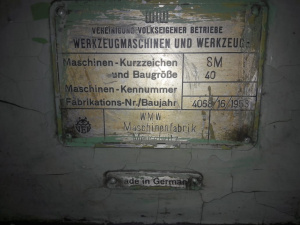 WMW
VEREINIGUNG VOLKSEIGENER BETRIEBE
WERKZEUGMASCHINEN UND WERKZEUGE
Maschinen-Kurzzeichen SM
und Baugröße 40
Maschinen-Kennummer
Fabrikations-Nr./Baujahr 4058/16/1953
WMW
Maschinenfabrik
Made in Germany